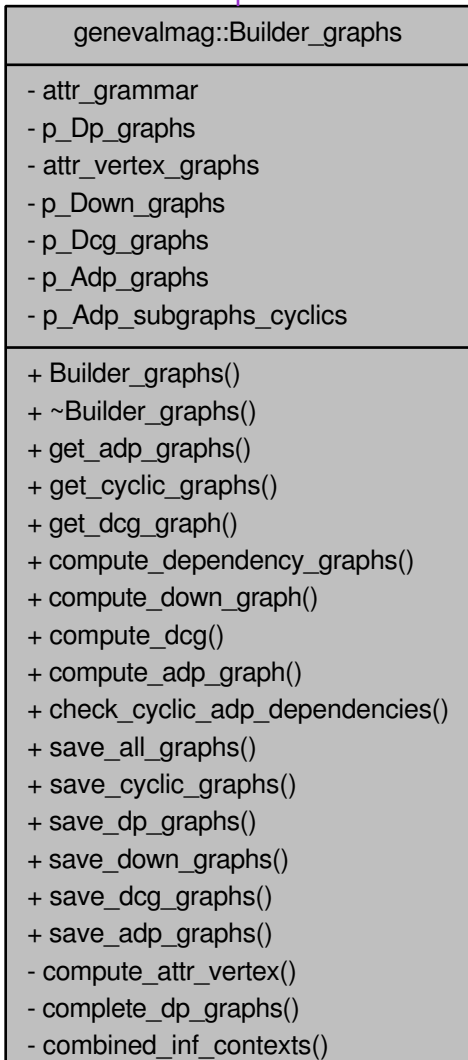 genevalmag::Builder_graphs
- attr_grammar
- p_Dp_graphs
- attr_vertex_graphs
- p_Down_graphs
- p_Dcg_graphs
- p_Adp_graphs
- p_Adp_subgraphs_cyclics
+ Builder_graphs()
+ ~Builder_graphs()
+ get_adp_graphs()
+ get_cyclic_graphs()
+ get_dcg_graph()
+ compute_dependency_graphs()
+ compute_down_graph()
+ compute_dcg()
+ compute_adp_graph()
+ check_cyclic_adp_dependencies()
+ save_all_graphs()
+ save_cyclic_graphs()
+ save_dp_graphs()
+ save_down_graphs()
+ save_dcg_graphs()
+ save_adp_graphs()
- compute_attr_vertex()
- complete_dp_graphs()
- combined_inf_contexts()